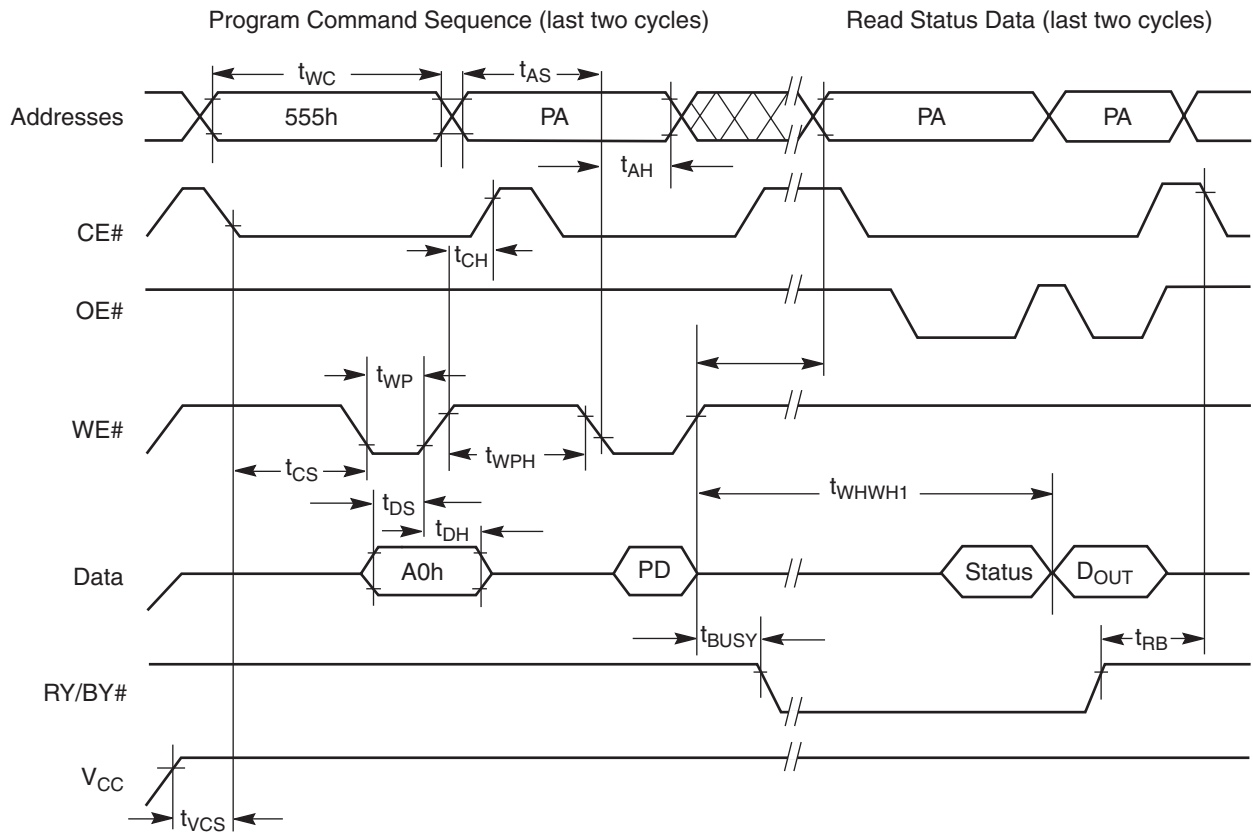 Program Command Sequence (last two cycles)
Read Status Data (last two cycles)
tWC
tAS
Addresses
555h
PA
PA
PA
tAH
CE#
tCH
OE#
tWP
WE#
tWPH
tCS
tWHWH1
tDS
tDH
Data
A0h
PD
Status
DOUT
tBUSY
tRB
RY/BY#
VCC
tVCS